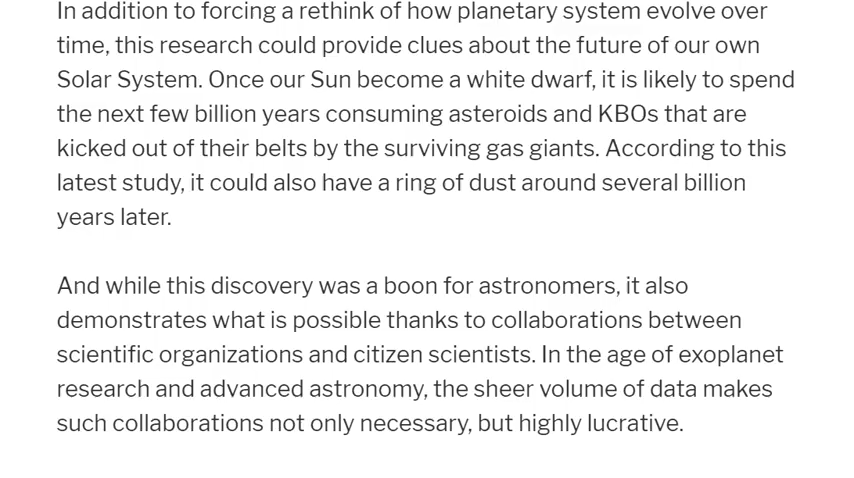 In addition to forcing a rethink of how planetary system evolve over
time, this research could provide clues about the future of our own
Solar System. Once our Sun become a white dwarf, it is likely to spend
the next few billion years consuming asteroids and KBOs that are
kicked out of their belts by the surviving gas giants. According to this
latest study, it could also have a ring of dust around several billion
years later.
And while this discovery was a boon for astronomers, it also
demonstrates what is possible thanks to collaborations between
scientific organizations and citizen scientists. In the age of exoplanet
research and advanced astronomy, the sheer volume of data makes
such collaborations not only necessary, but highly lucrative.